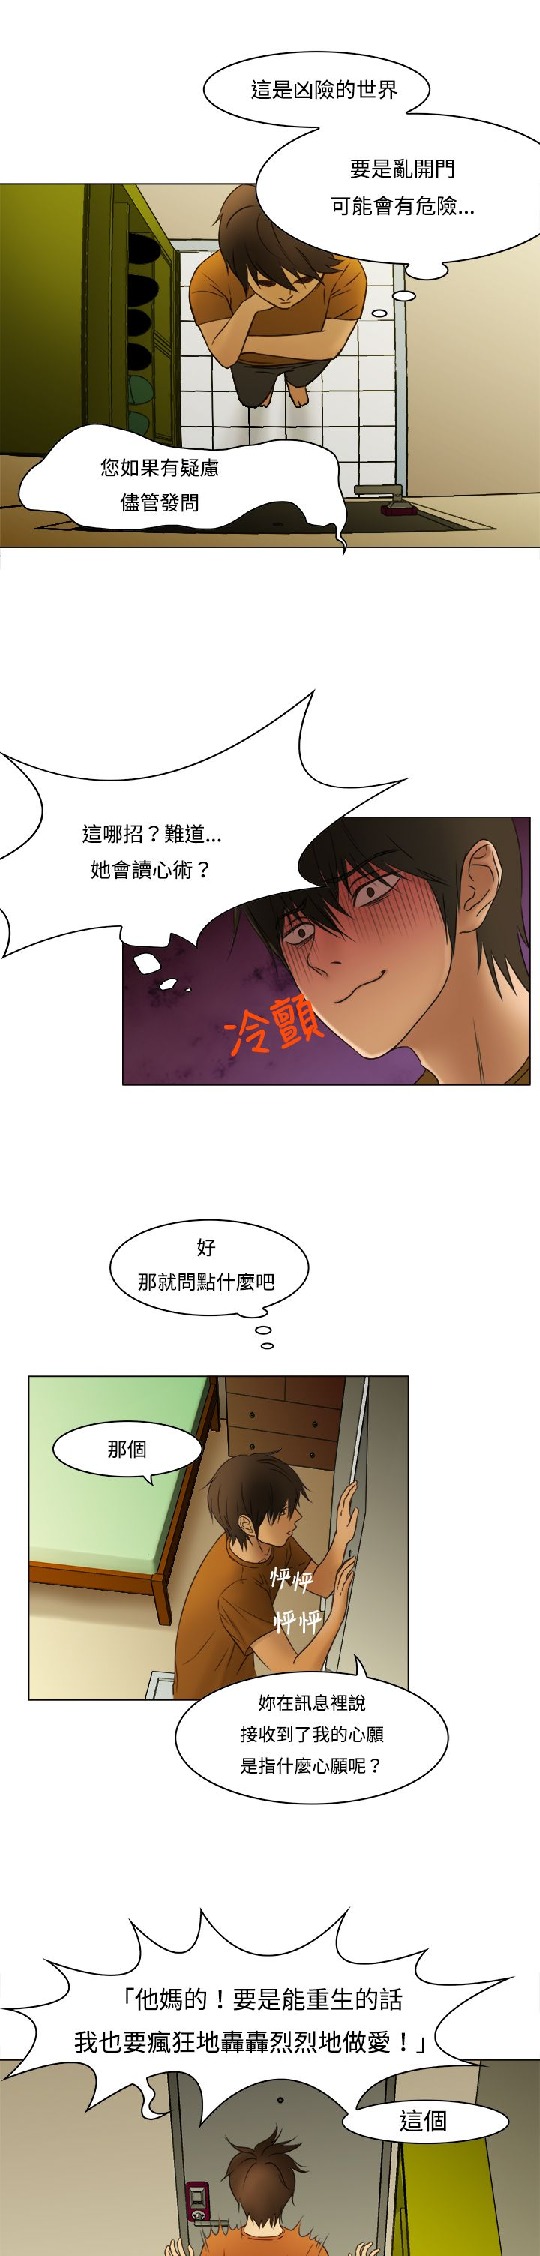 這是凶險的世界
要是亂開門
可能會有危險...
您如果有疑慮
儘管發問
這哪招？難道...
她會讀心術？
冷顫
好
那就問點什麼吧
那個
怦怦
怦怦
妳在訊息裡說
接收到了我的心願
是指什麼心願呢？
「他媽的！要是能重生的話
我也要瘋狂地轟轟烈烈地做愛！」
這個